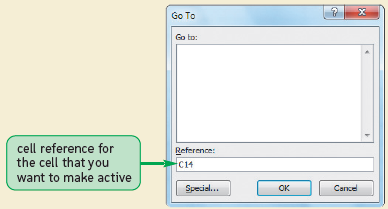 Go To
Go to:
cell reference for
the cell that you
want to make active
Reference:
C14
Special...
OK
Cancel